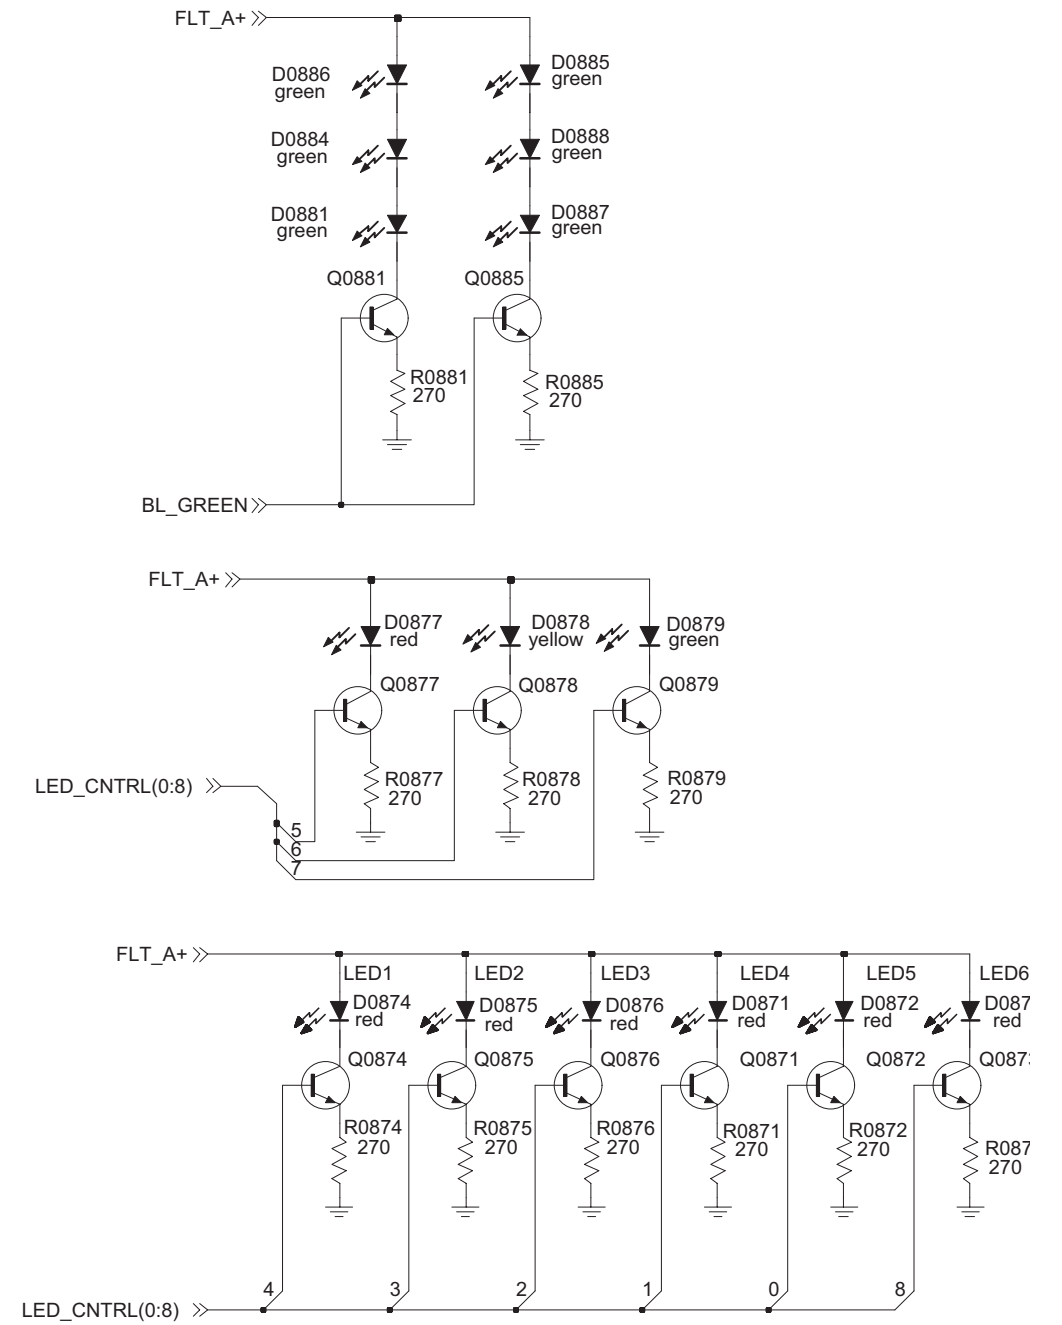 FLT_A+
D0886
green
D0885
green
D0884
green
D0888
green
D0881
green
D0887
green
Q0881
Q0885
R0881
270
R0885
270
BL_GREEN
FLT_A+
D0877
red
D0878
yellow
D0879
green
Q0877
Q0878
Q0879
LED_CNTRL(0:8)
R0877
270
R0878
270
R0879
270
5
6
7
FLT_A+
LED1
LED2
LED3
LED4
LED5
LED6
D0874
red
D0875
red
D0876
red
D0871
red
D0872
red
D087
red
Q0874
Q0875
Q0876
Q0871
Q0872
Q087
R0874
270
R0875
270
R0876
270
R0871
270
R0872
270
R087
270
4
3
2
1
0
8
LED_CNTRL(0:8)